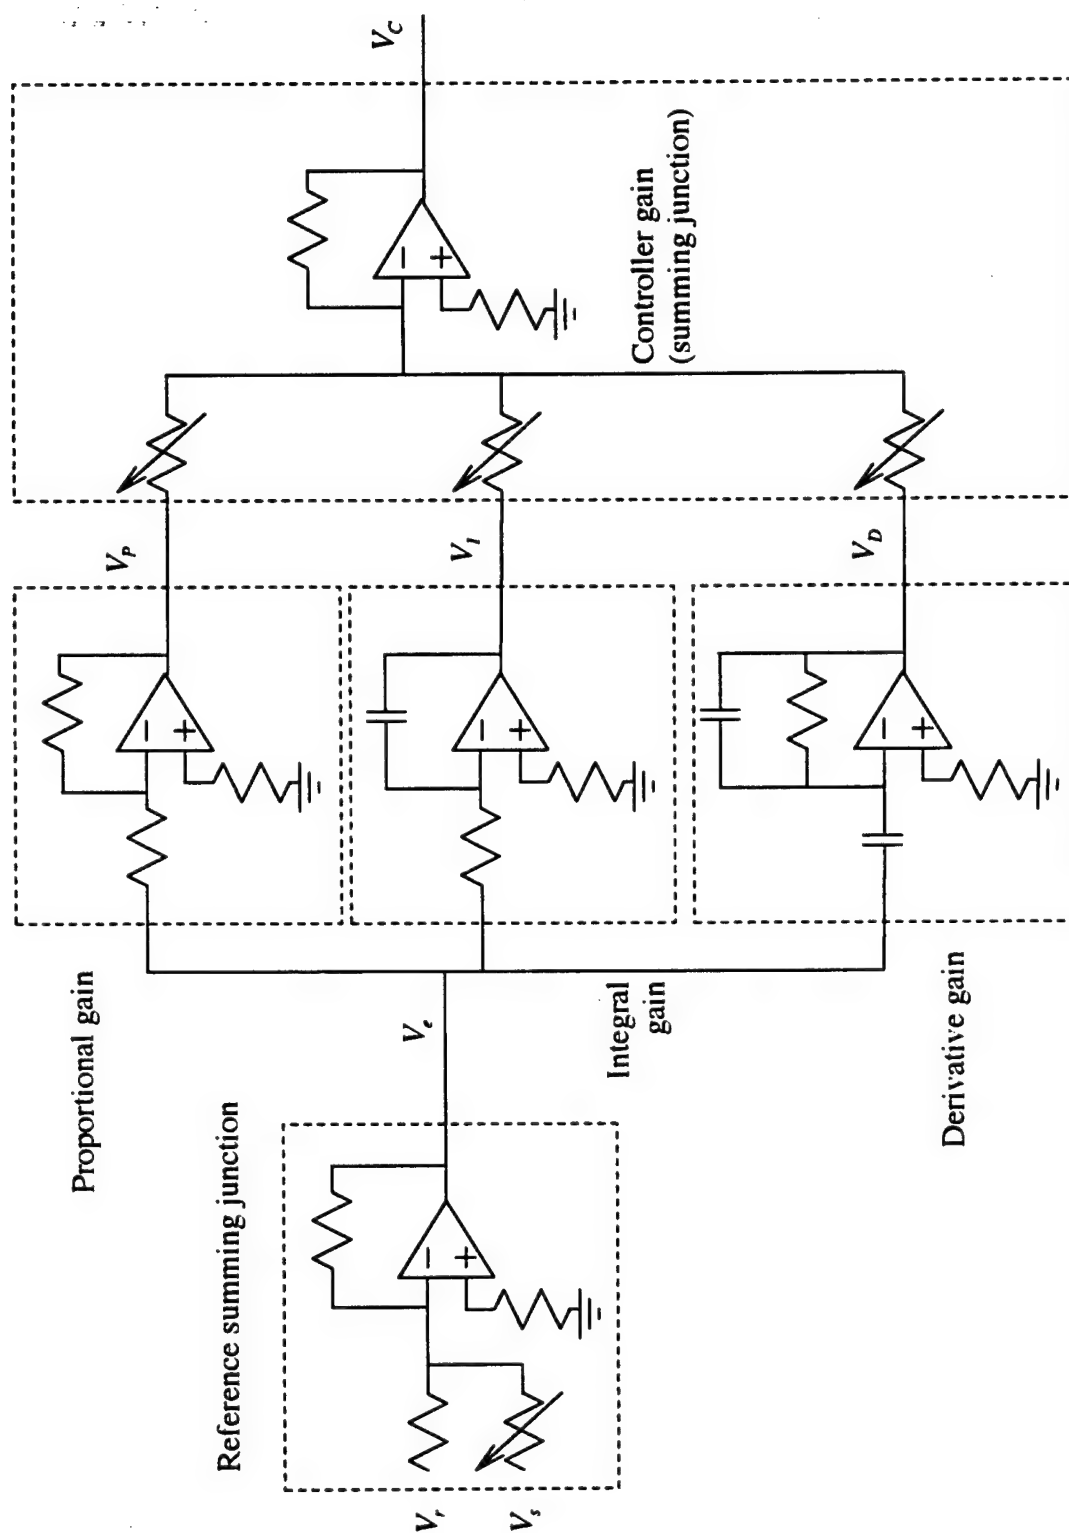 Reference summing junction
V_r
V_s
−
+
V_e
Proportional gain
−
+
V_P
Integral
gain
−
+
V_I
Derivative gain
−
+
V_D
Controller gain
(summing junction)
−
+
V_C